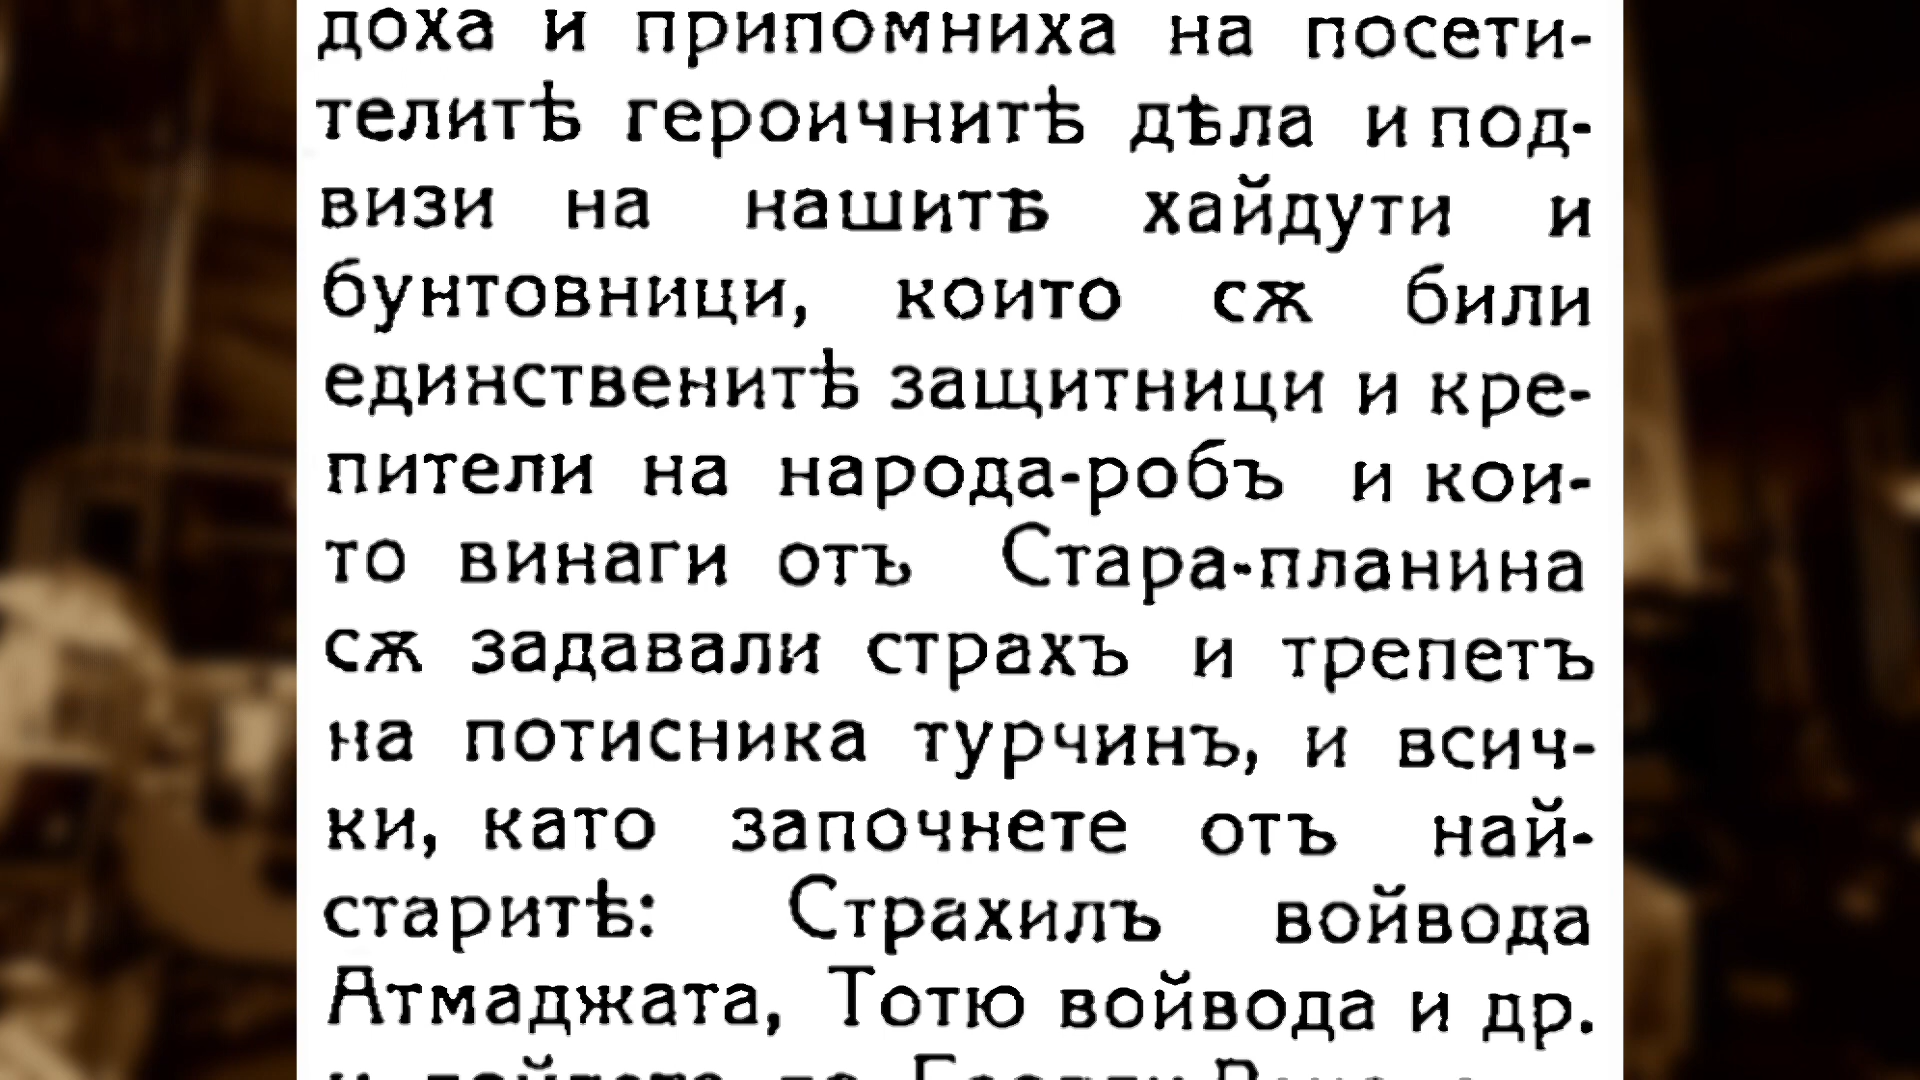 доха и припомниха на посети-
телитѣ героичнитѣ дѣла и под-
визи на нашитѣ хайдути и
бунтовници, които сѫ били
единственитѣ защитници и кре-
пители на народа-робъ и кои-
то винаги отъ Стара-планина
сѫ задавали страхъ и трепетъ
на потисника турчинъ, и всич-
ки, като започнете отъ най-
старитѣ: Страхилъ войвода
Атмаджата, Тотю войвода и др.